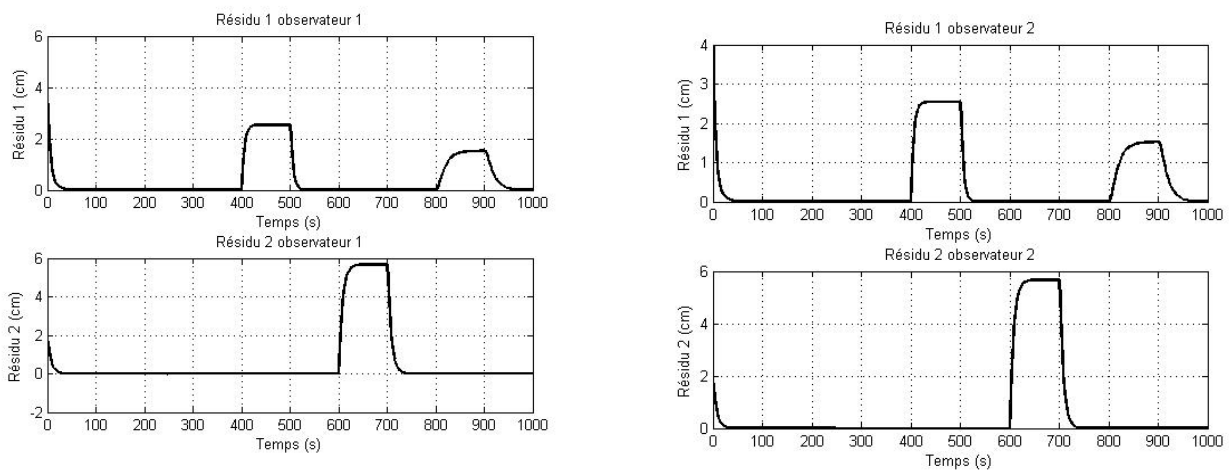 Résidu 1 observateur 1
6
4
2
0
Résidu 1 (cm)
0 100 200 300 400 500 600 700 800 900 1000
Temps (s)
Résidu 2 observateur 1
6
4
2
0
-2
Résidu 2 (cm)
0 100 200 300 400 500 600 700 800 900 1000
Temps (s)
Résidu 1 observateur 2
4
3
2
1
0
Résidu 1 (cm)
0 100 200 300 400 500 600 700 800 900 1000
Temps (s)
Résidu 2 observateur 2
6
4
2
0
Résidu 2 (cm)
0 100 200 300 400 500 600 700 800 900 1000
Temps (s)